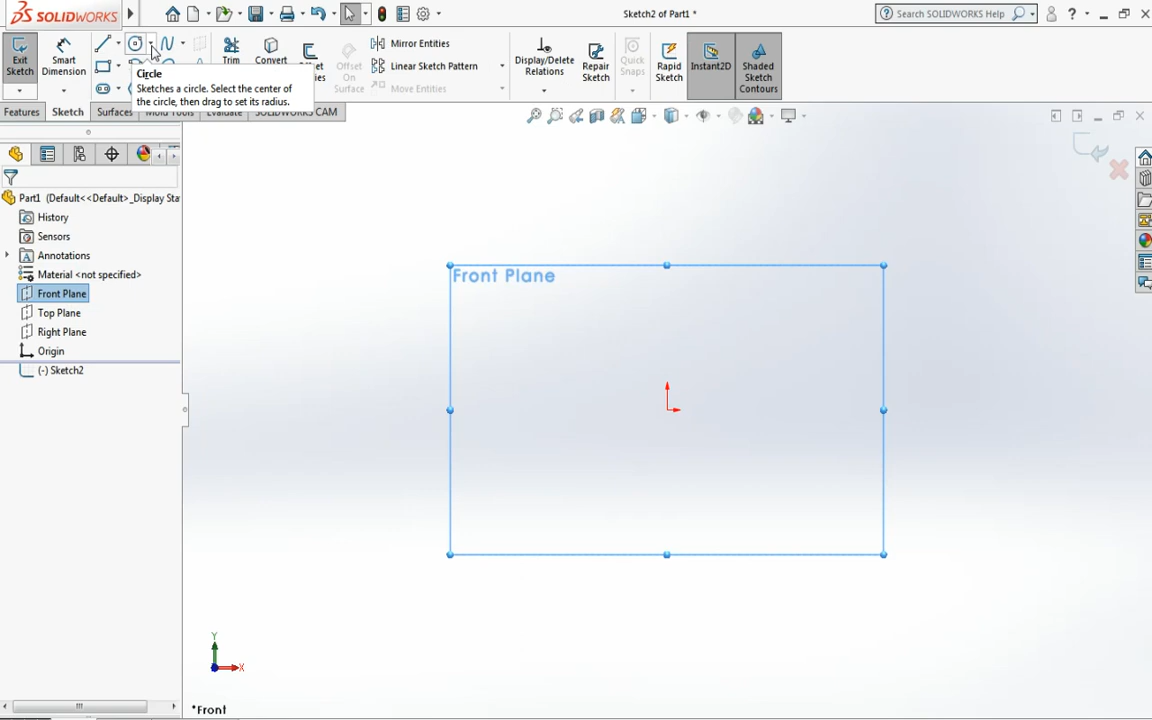 SOLIDWORKS
Sketch2 of Part1 *
Search SOLIDWORKS Help
?
Exit Sketch
Smart Dimension
Trim
Convert
Offset On Surface
Mirror Entities
Linear Sketch Pattern
Move Entities
Display/Delete Relations
Quick Snaps
Repair Sketch
Rapid Sketch
Instant2D
Shaded Sketch Contours
Circle
Sketches a circle. Select the center of
the circle, then drag to set its radius.
Features
Sketch
Surfaces
Mold Tools
Evaluate
SOLIDWORKS CAM
Part1 (Default<<Default>_Display Sta
History
Sensors
Annotations
Material <not specified>
Front Plane
Top Plane
Right Plane
Origin
(-) Sketch2
Front Plane
Y
X
*Front